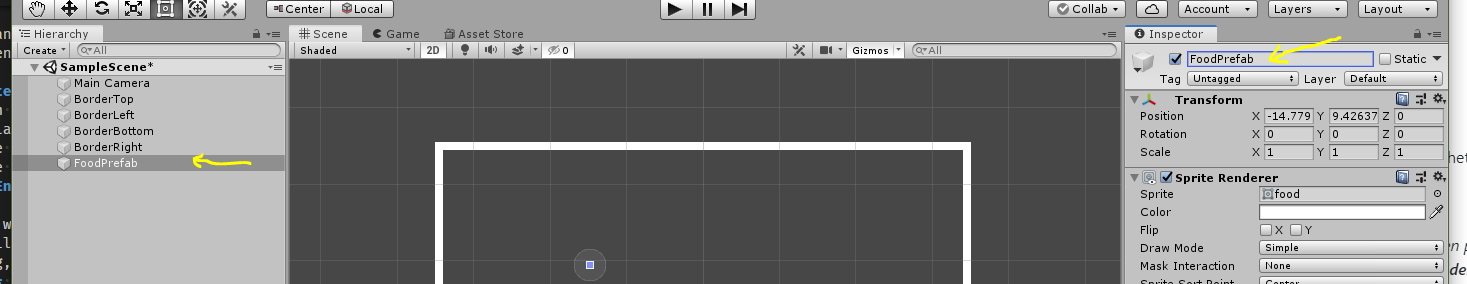 Center Local Collab Account Layers Layout
Hierarchy Scene Game Asset Store Inspector
Create All Shaded 2D 0 Gizmos All
FoodPrefab Static
SampleScene*
Tag Untagged Layer Default
Main Camera
BorderTop
Transform
BorderLeft
Position X -14.779 Y 9.42637 Z 0
BorderBottom
Rotation X 0 Y 0 Z 0
BorderRight
Scale X 1 Y 1 Z 1
FoodPrefab
Sprite Renderer
Sprite food
Color
Flip X Y
Draw Mode Simple
Mask Interaction None
Sprite Sort Point Center